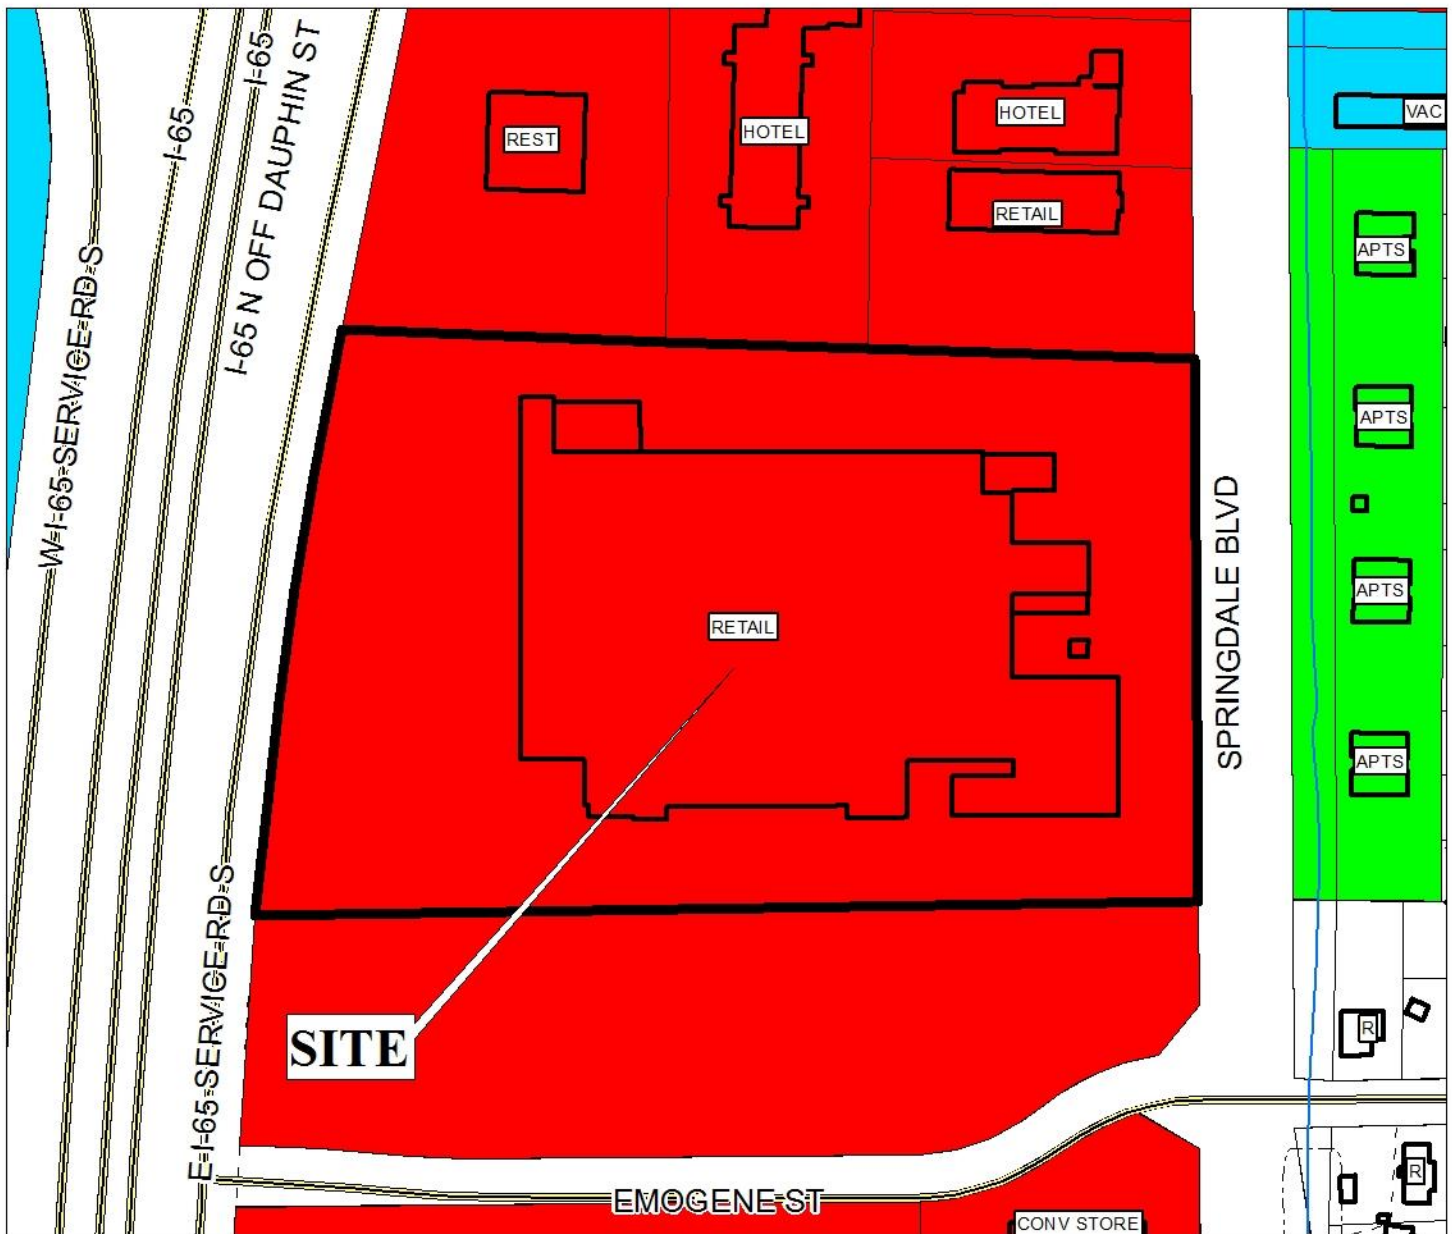 I-65
I-65
I-65 N OFF DAUPHIN ST
W-I-65-SERVICE-RD-S
REST
HOTEL
HOTEL
RETAIL
VAC
APTS
APTS
APTS
APTS
RETAIL
SPRINGDALE BLVD
E-I-65-SERVICE-RD-S
SITE
R
R
EMOGENE ST
CONV STORE